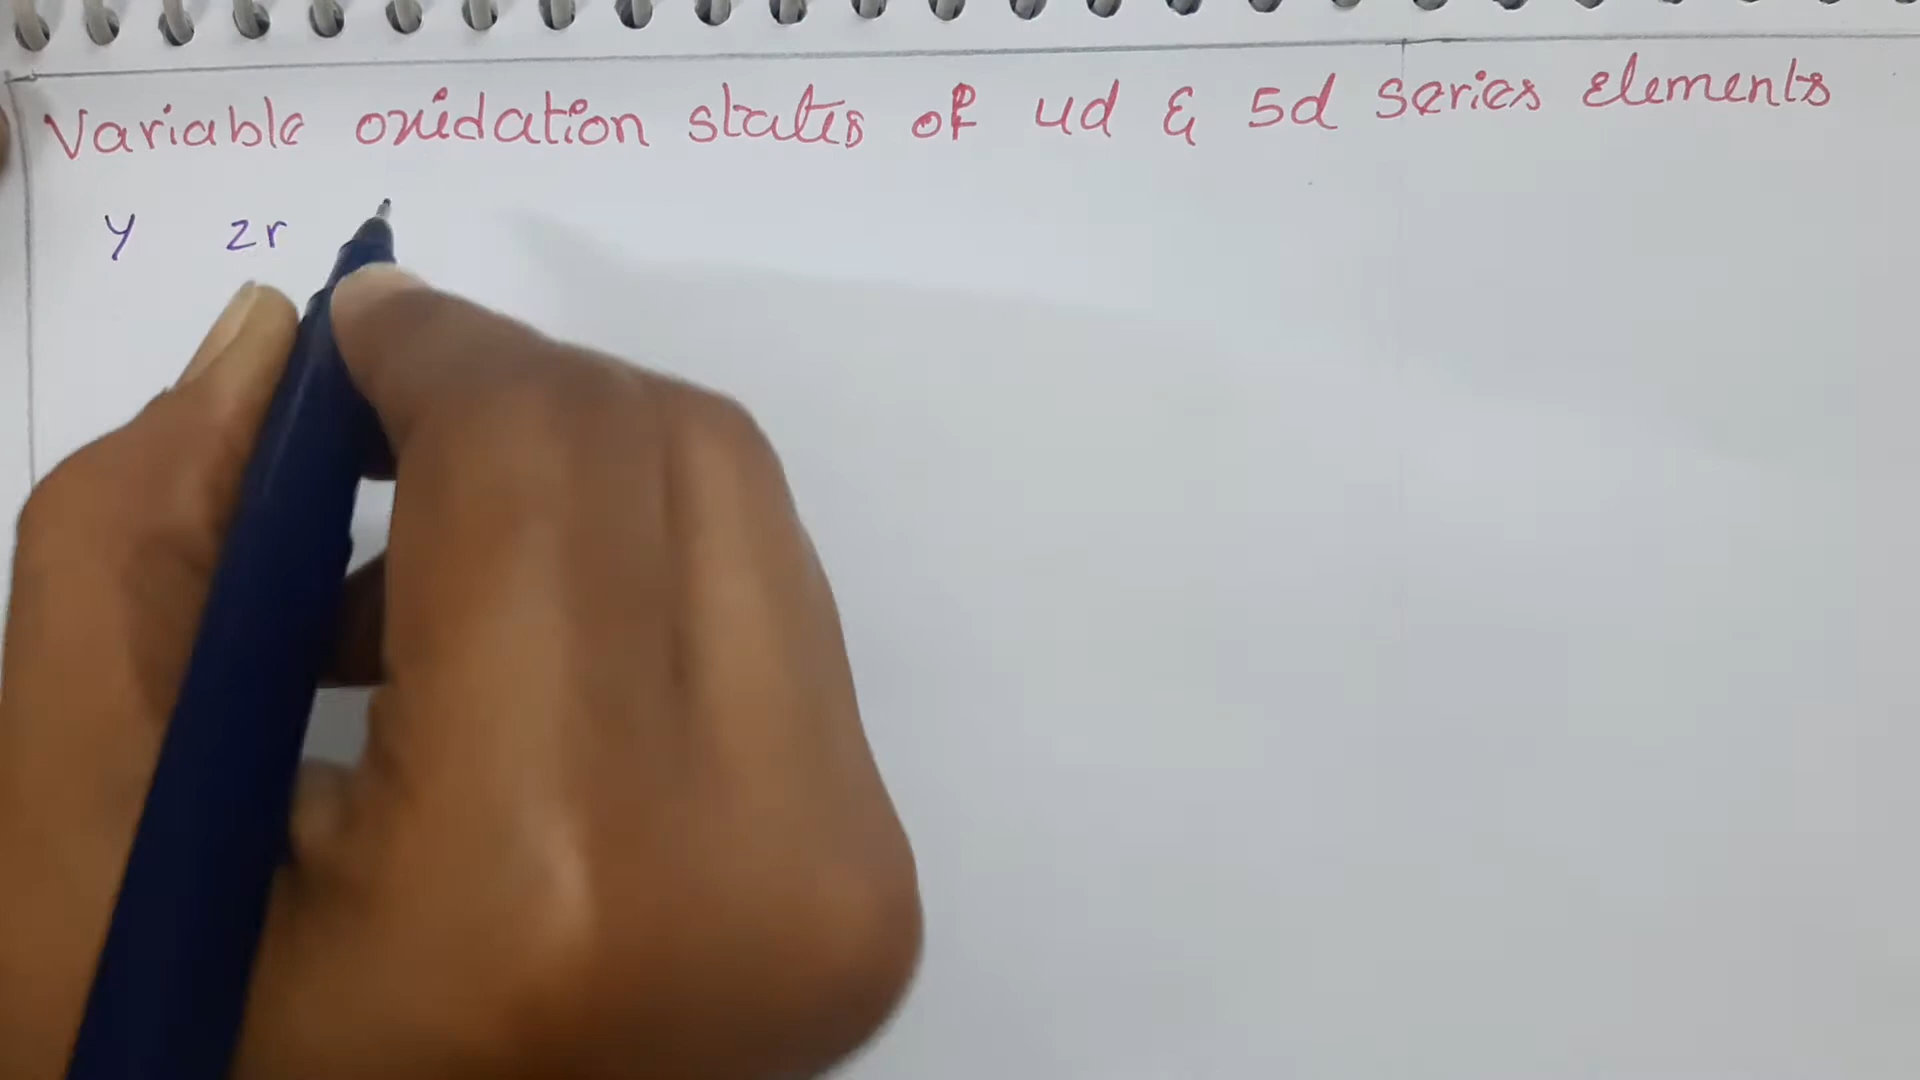 Variable oxidation states of 4d & 5d series elements
Y Zr